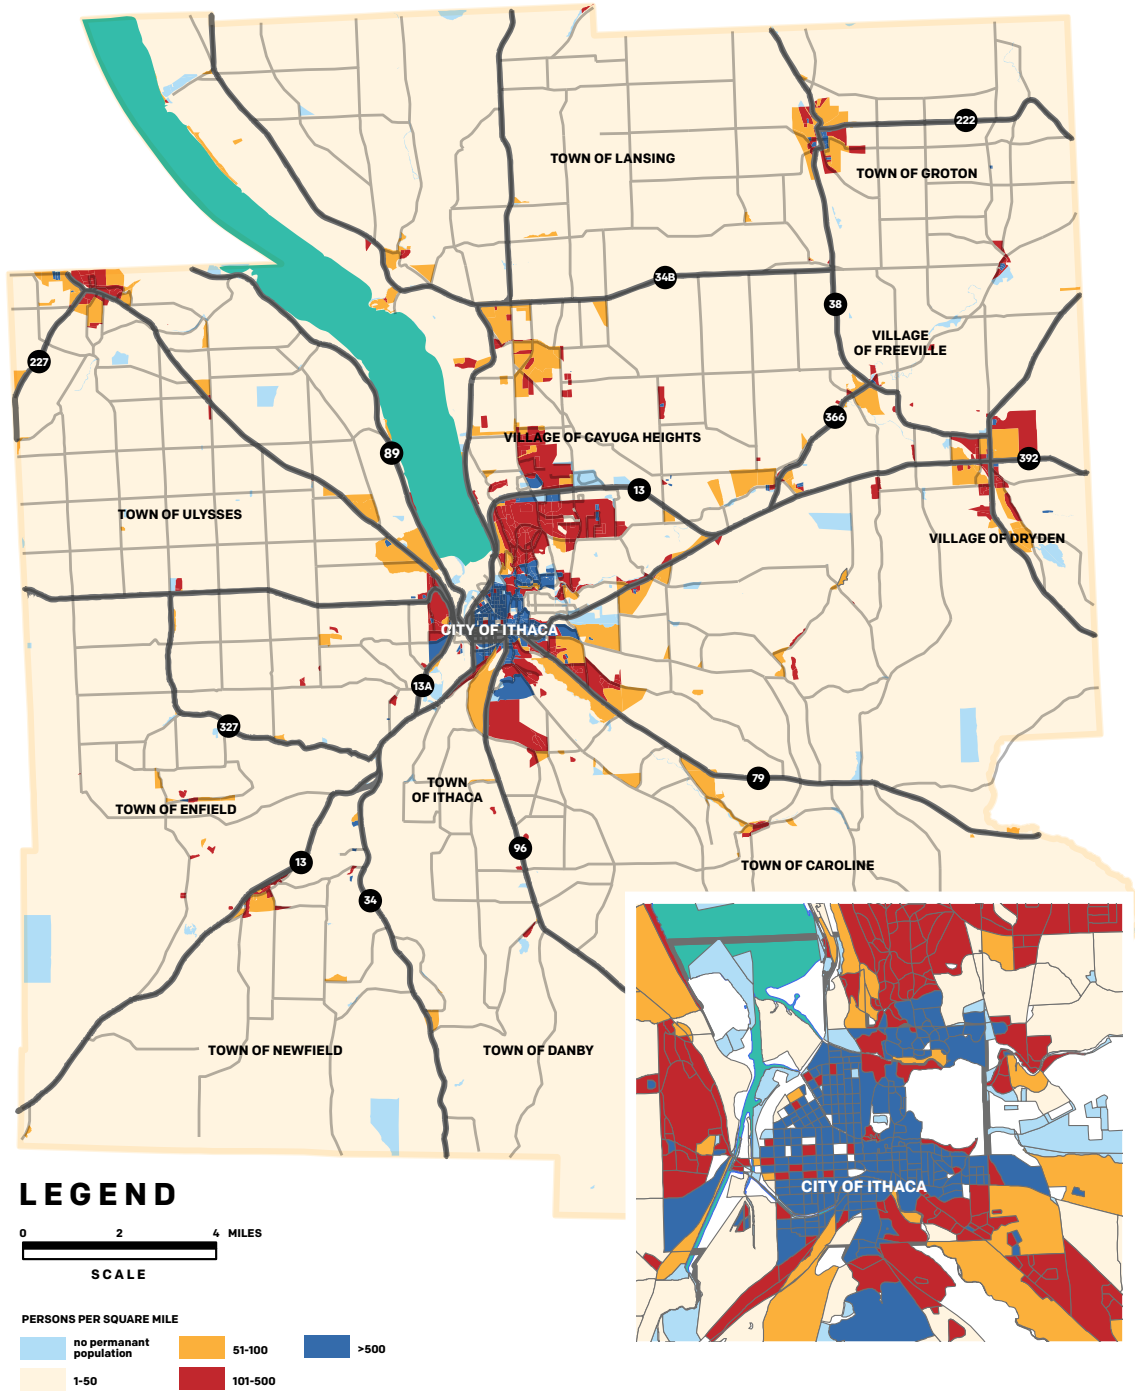 222
TOWN OF LANSING
TOWN OF GROTON
34B
38
VILLAGE
OF FREEVILLE
227
366
VILLAGE OF CAYUGA HEIGHTS
89
392
13
TOWN OF ULYSSES
VILLAGE OF DRYDEN
CITY OF ITHACA
13A
327
79
TOWN
OF ITHACA
TOWN OF ENFIELD
96
13
TOWN OF CAROLINE
34
TOWN OF NEWFIELD
TOWN OF DANBY
CITY OF ITHACA
LEGEND
0 2 4 MILES
SCALE
PERSONS PER SQUARE MILE
no permanant
population
51-100
>500
1-50
101-500